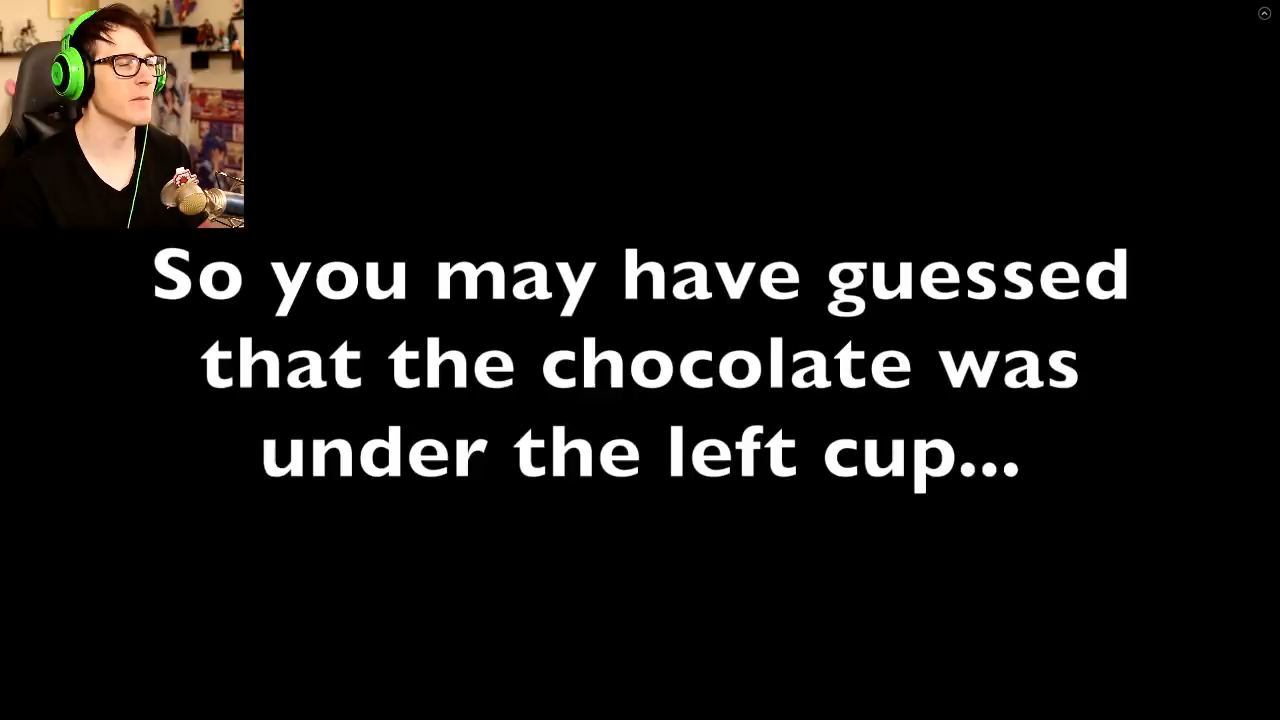 So you may have guessed
that the chocolate was
under the left cup...